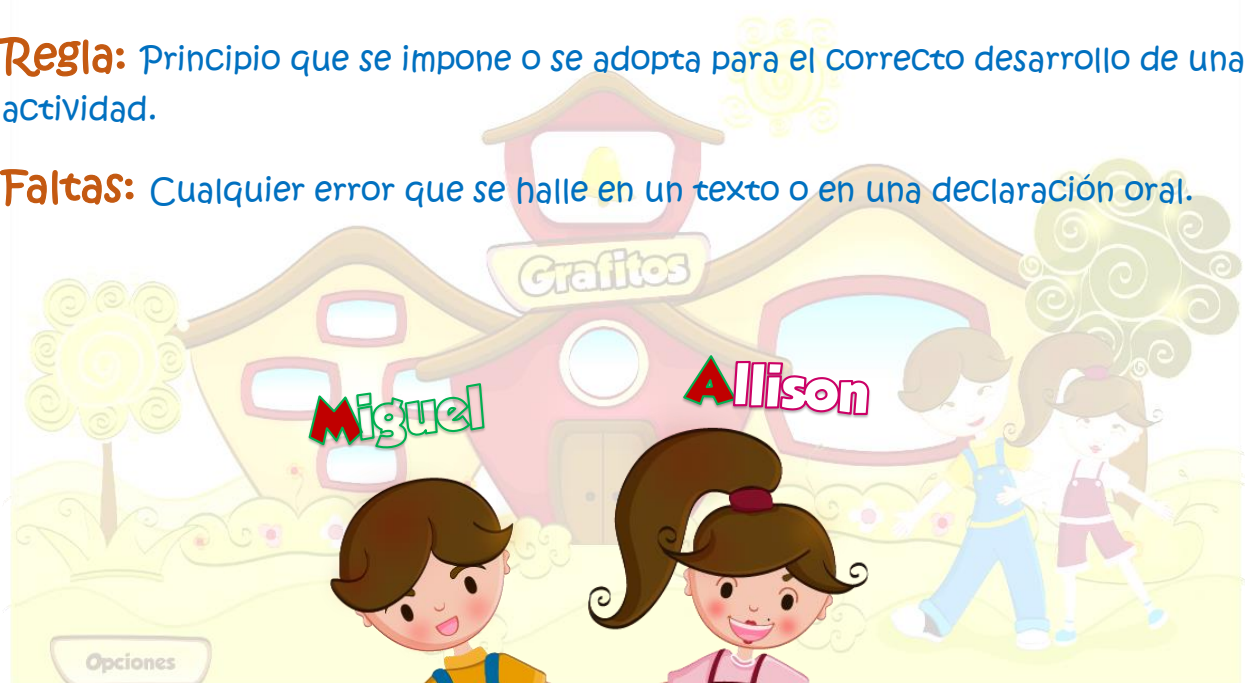 Regla: Principio que se impone o se adopta para el correcto desarrollo de una
actividad.
Faltas: Cualquier error que se halle en un texto o en una declaración oral.
Grafitos
Miguel
Allison
Opciones